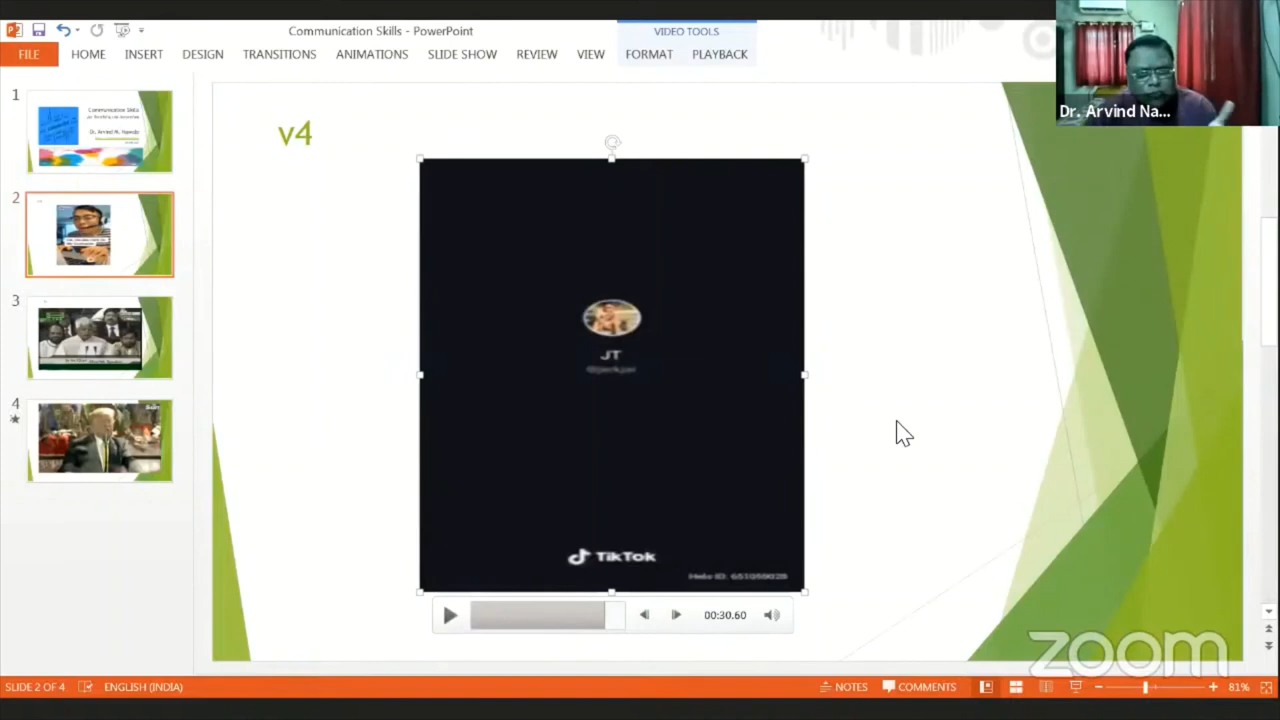 Communication Skills - PowerPoint
VIDEO TOOLS
FILE
HOME
INSERT
DESIGN
TRANSITIONS
ANIMATIONS
SLIDE SHOW
REVIEW
VIEW
FORMAT
PLAYBACK
Dr. Arvind Na...
1
Communication Skills
2
3
4
v4
JT
TikTok
00:30.60
zoom
SLIDE 2 OF 4
ENGLISH (INDIA)
NOTES
COMMENTS
81%